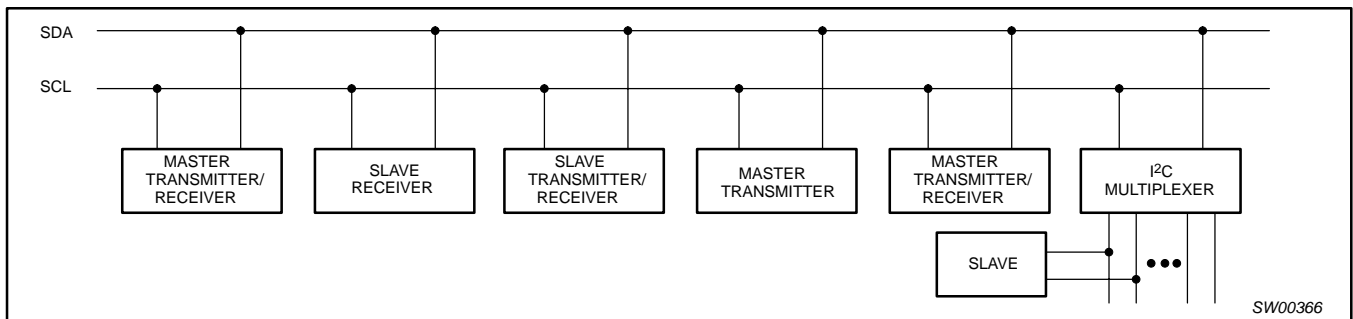 SDA
SCL
MASTER
TRANSMITTER/
RECEIVER
SLAVE
RECEIVER
SLAVE
TRANSMITTER/
RECEIVER
MASTER
TRANSMITTER
MASTER
TRANSMITTER/
RECEIVER
I²C
MULTIPLEXER
SLAVE
SW00366